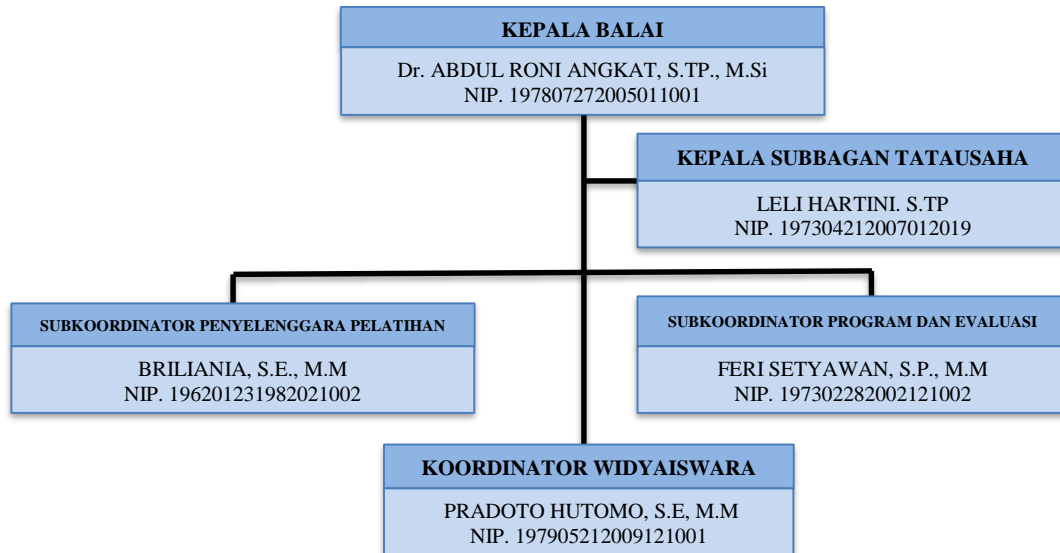 KEPALA BALAI
Dr. ABDUL RONI ANGKAT, S.TP., M.Si
NIP. 197807272005011001
KEPALA SUBBAGAN TATAUSAHA
LELI HARTINI. S.TP
NIP. 197304212007012019
SUBKOORDINATOR PENYELENGGARA PELATIHAN
BRILIANIA, S.E., M.M
NIP. 196201231982021002
SUBKOORDINATOR PROGRAM DAN EVALUASI
FERI SETYAWAN, S.P., M.M
NIP. 197302282002121002
KOORDINATOR WIDYAISWARA
PRADOTO HUTOMO, S.E, M.M
NIP. 197905212009121001